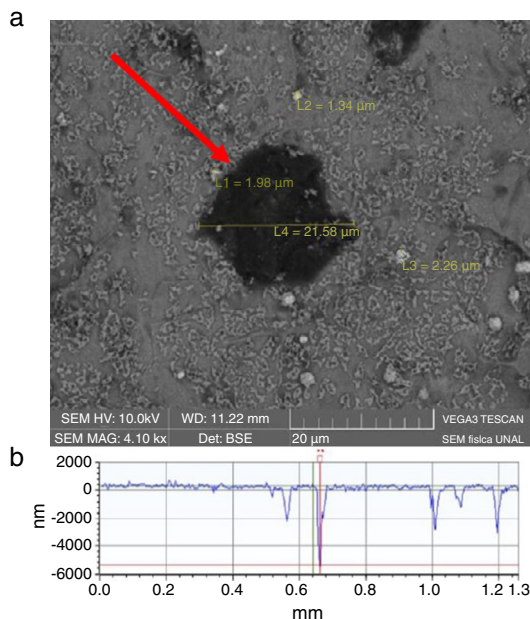 a
L2 = 1.34 µm
L1 = 1.98 µm
L4 = 21.58 µm
L3 = 2.26 µm
SEM HV: 10.0kV WD: 11.22 mm VEGA3 TESCAN
SEM MAG: 4.10 kx Det: BSE 20 µm SEM fislca UNAL
b
2000
0
-2000
-4000
-6000
nm
0.0 0.2 0.4 0.6 0.8 1.0 1.2 1.3
mm